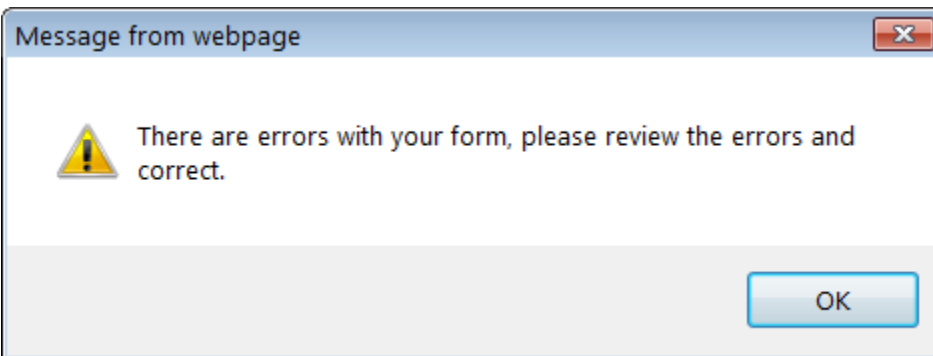 Message from webpage
There are errors with your form, please review the errors and
correct.
OK